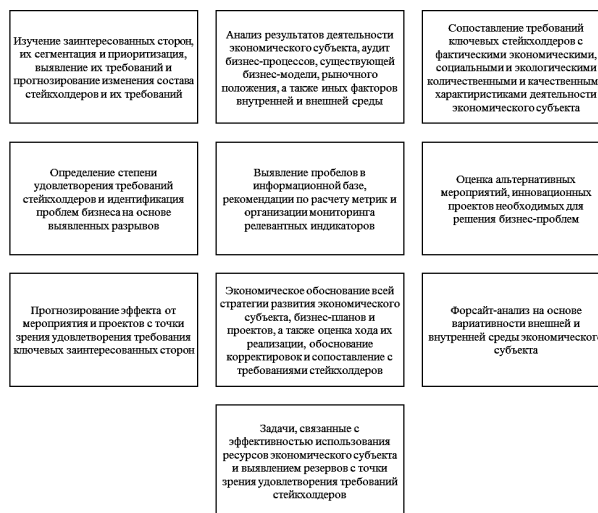 Изучение заинтересованных сторон,
их сегментация и приоритизация,
выявление их требований и
прогнозирование изменения состава
стейкхолдеров и их требований
Анализ результатов деятельности
экономического субъекта, аудит
бизнес-процессов, существующей
бизнес-модели, рыночного
положения, а также иных факторов
внутренней и внешней среды
Сопоставление требований
ключевых стейкхолдеров с
фактическими экономическими,
социальными и экологическими
количественными и качественными
характиристиками деятельности
экономического субъекта
Определение степени
удовлетворения требований
стейкхолдеров и идентификация
проблем бизнеса на основе
выявленных разрывов
Выявление пробелов в
информационной базе,
рекомендации по расчету метрик и
организации мониторинга
релевантных индикаторов
Оценка альтернативных
мероприятий, инновационных
проектов необходимых для
решения бизнес-проблем
Прогнозирование эффекта от
мероприятия и проектов с точки
зрения удовлетворения требования
ключевых заинтересованных сторон
Экономическое обоснование всей
стратегии развития экономического
субъекта, бизнес-планов и
проектов, а также оценка хода их
реализации, обоснование
корректировок и сопоставление с
требованиями стейкхолдеров
Форсайт-анализ на основе
вариативности внешней и
внутренней среды экономического
субъекта
Задачи, связанные с
эффективностью использования
ресурсов экономического субъекта
и выявлением резервов с точки
зрения удовлетворения требований
стейкхолдеров